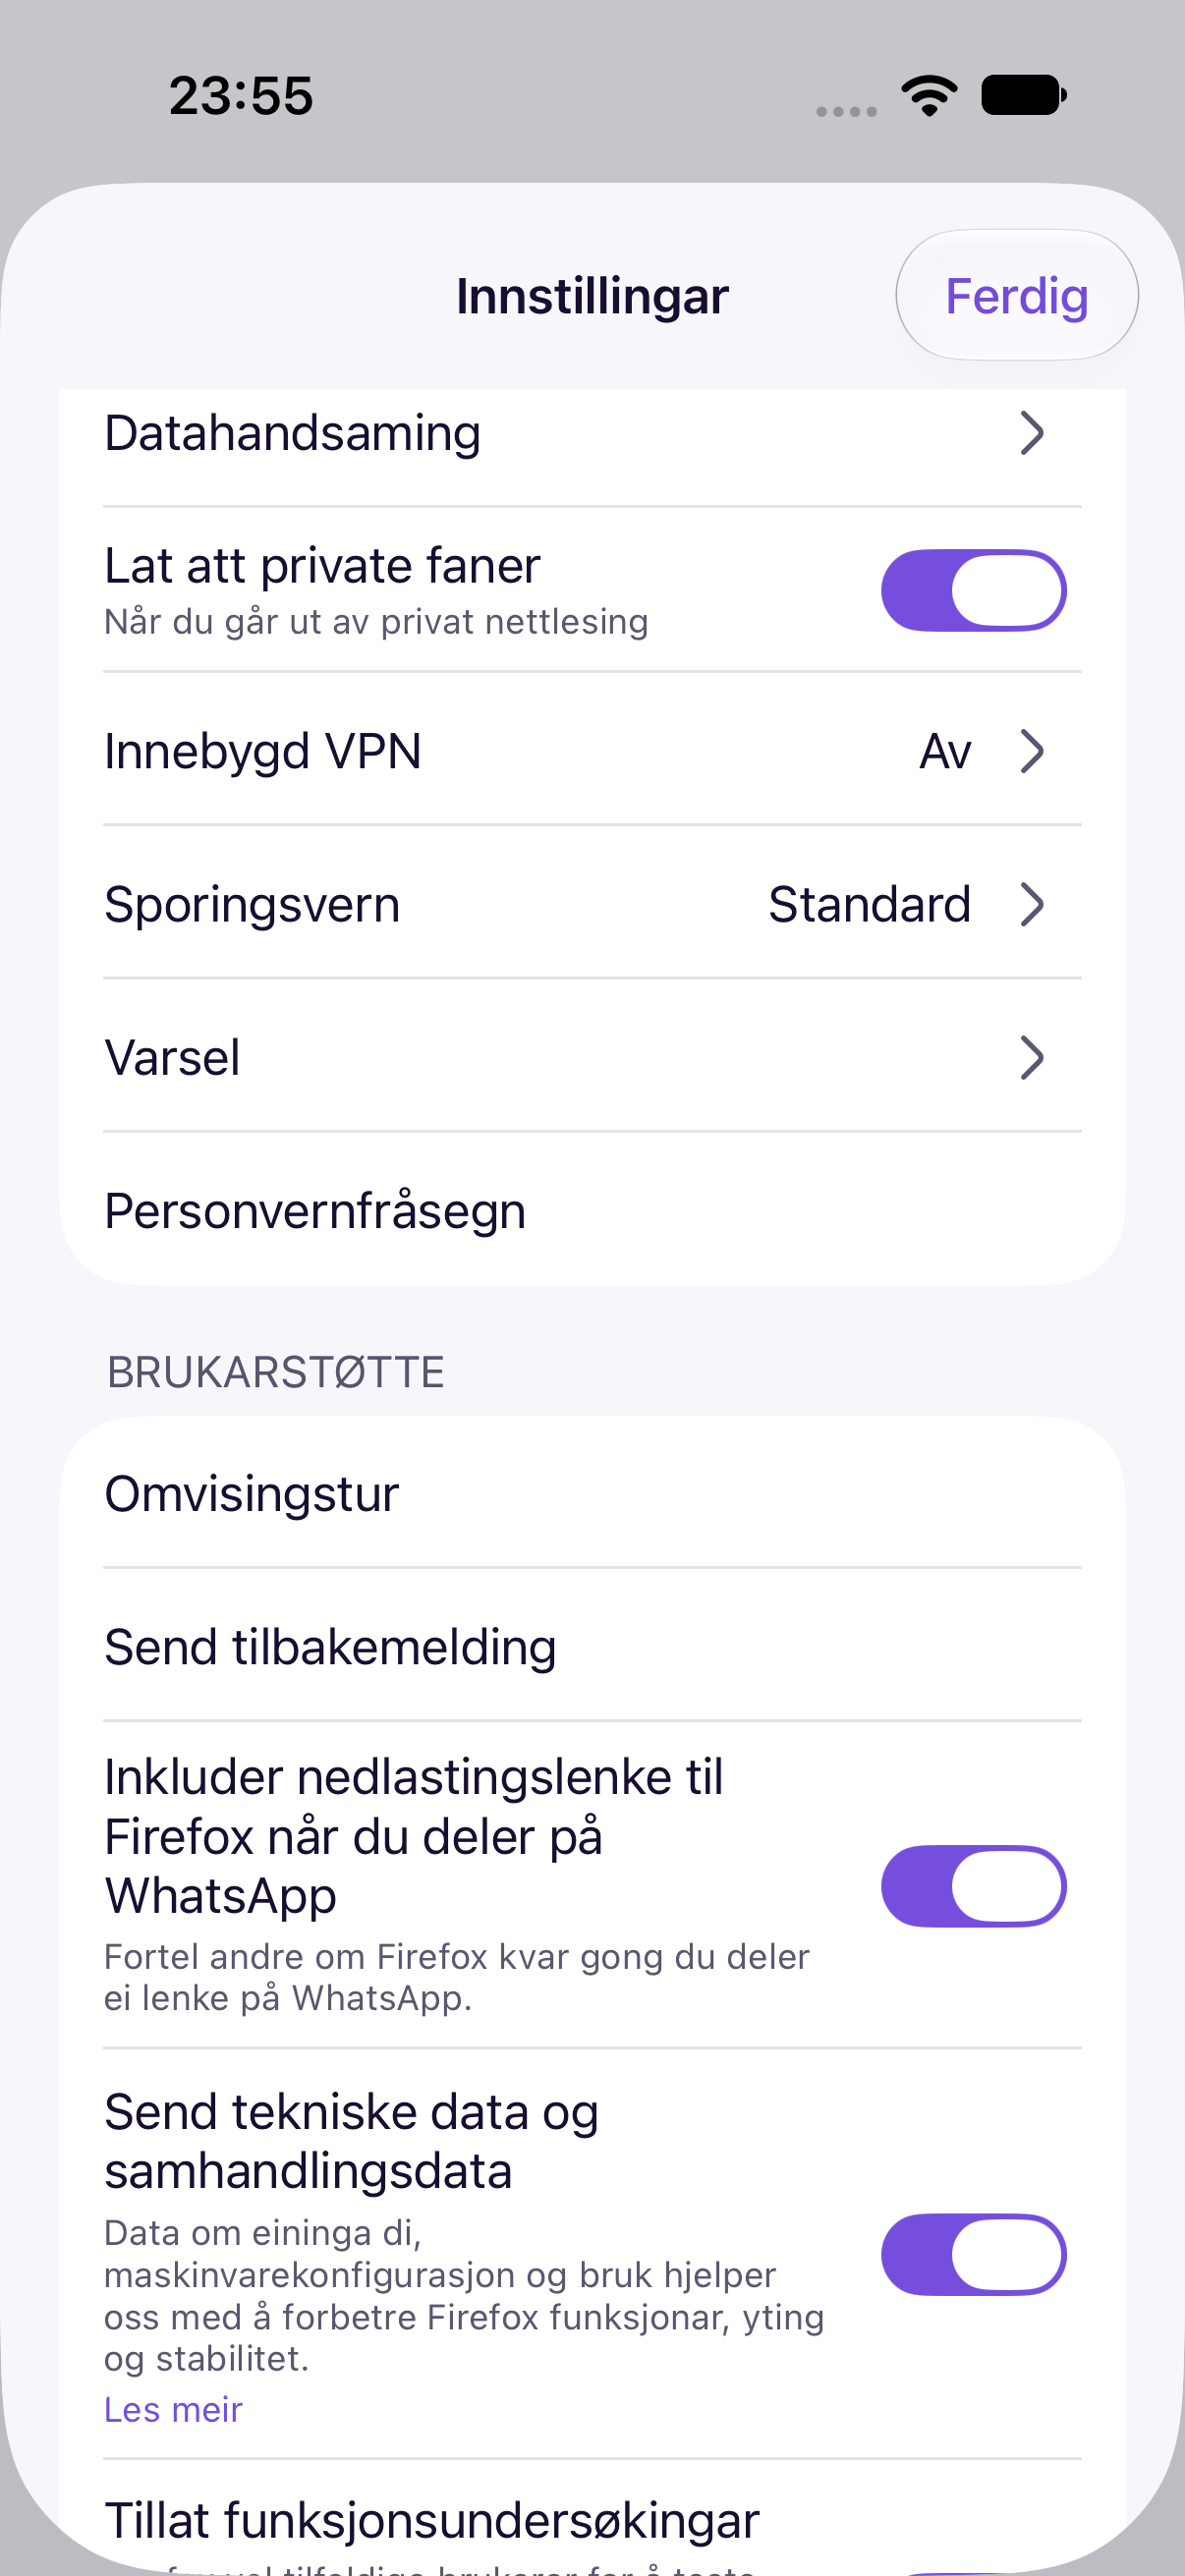 23:55
Innstillingar
Ferdig
Datahandsaming
Lat att private faner
Når du går ut av privat nettlesing
Innebygd VPN
Av
Sporingsvern
Standard
Varsel
Personvernfråsegn
BRUKARSTØTTE
Omvisingstur
Send tilbakemelding
Inkluder nedlastingslenke til
Firefox når du deler på
WhatsApp
Fortel andre om Firefox kvar gong du deler
ei lenke på WhatsApp.
Send tekniske data og
samhandlingsdata
Data om eininga di,
maskinvarekonfigurasjon og bruk hjelper
oss med å forbetre Firefox funksjonar, yting
og stabilitet.
Les meir
Tillat funksjonsundersøkingar